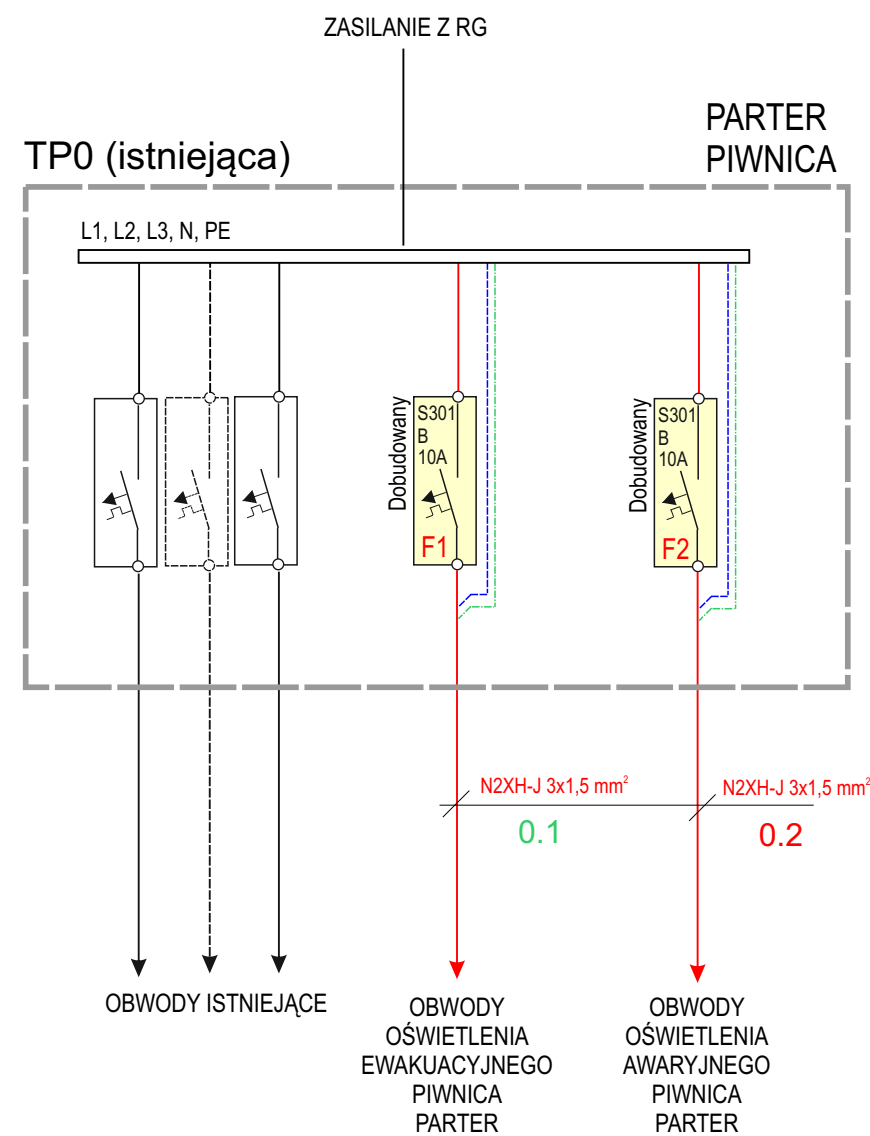 ZASILANIE Z RG
PARTER
PIWNICA
TP0 (istniejąca)
L1, L2, L3, N, PE
Dobudowany
S301
B
10A
F1
Dobudowany
S301
B
10A
F2
N2XH-J 3x1,5 mm²
N2XH-J 3x1,5 mm²
0.1
0.2
OBWODY ISTNIEJĄCE
OBWODY
OŚWIETLENIA
EWAKUACYJNEGO
PIWNICA
PARTER
OBWODY
OŚWIETLENIA
AWARYJNEGO
PIWNICA
PARTER